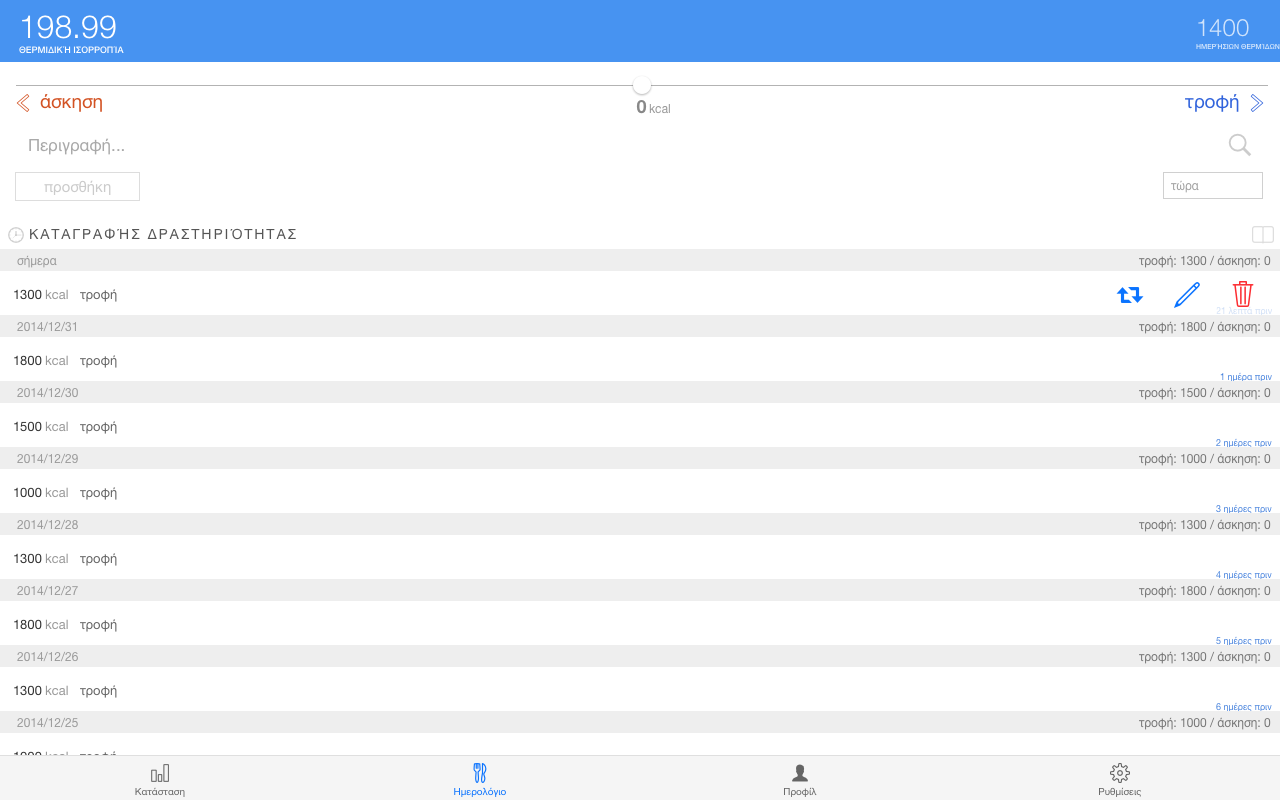 198.99
ΘΕΡΜΙΔΙΚΉ ΙΣΟΡΡΟΠΊΑ
1400
ΗΜΕΡΉΣΙΩΝ ΘΕΡΜΊΔΩΝ
άσκηση
0 kcal
τροφή
Περιγραφή...
προσθήκη
τώρα
ΚΑΤΑΓΡΑΦΉΣ ΔΡΑΣΤΗΡΙΌΤΗΤΑΣ
σήμερα τροφή: 1300 / άσκηση: 0
1300 kcal τροφή
21 λεπτά πριν
2014/12/31 τροφή: 1800 / άσκηση: 0
1800 kcal τροφή
1 ημέρα πριν
2014/12/30 τροφή: 1500 / άσκηση: 0
1500 kcal τροφή
2 ημέρες πριν
2014/12/29 τροφή: 1000 / άσκηση: 0
1000 kcal τροφή
3 ημέρες πριν
2014/12/28 τροφή: 1300 / άσκηση: 0
1300 kcal τροφή
4 ημέρες πριν
2014/12/27 τροφή: 1800 / άσκηση: 0
1800 kcal τροφή
5 ημέρες πριν
2014/12/26 τροφή: 1300 / άσκηση: 0
1300 kcal τροφή
6 ημέρες πριν
2014/12/25 τροφή: 1000 / άσκηση: 0
1000 kcal τροφή
Κατάσταση
Ημερολόγιο
Προφίλ
Ρυθμίσεις